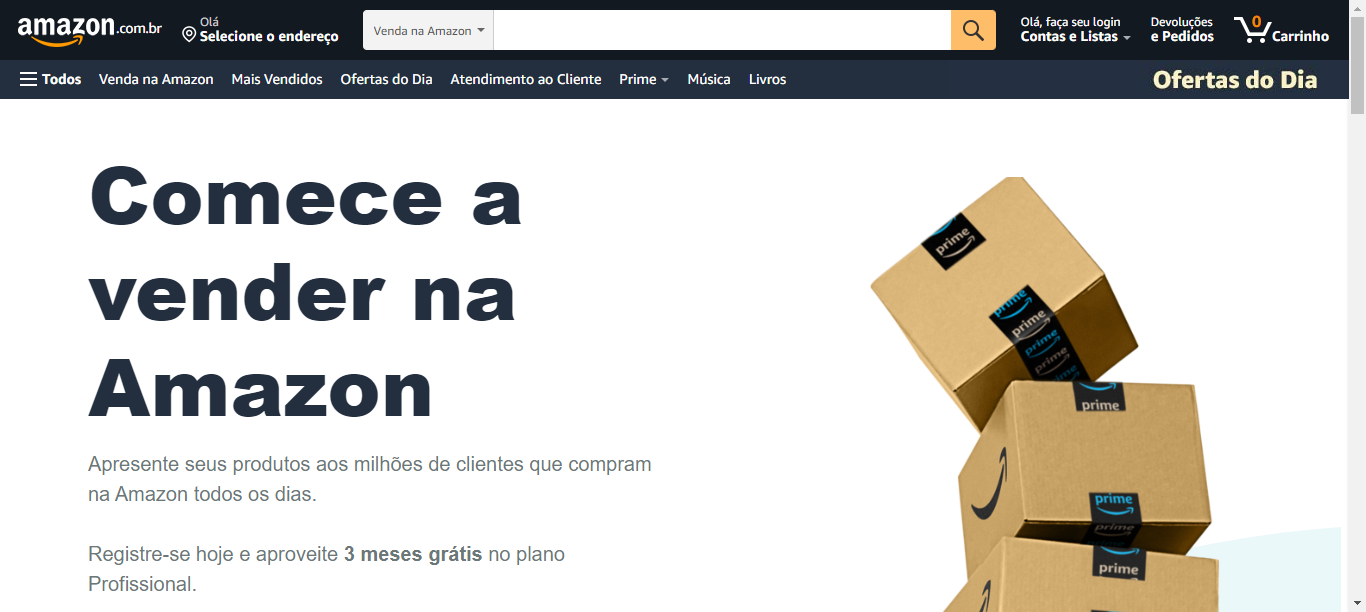 amazon.com.br
Olá
Selecione o endereço
Venda na Amazon
Olá, faça seu login
Contas e Listas
Devoluções
e Pedidos
0
Carrinho
Todos
Venda na Amazon
Mais Vendidos
Ofertas do Dia
Atendimento ao Cliente
Prime
Música
Livros
Ofertas do Dia
Comece a
vender na
Amazon
Apresente seus produtos aos milhões de clientes que compram
na Amazon todos os dias.
Registre-se hoje e aproveite 3 meses grátis no plano
Profissional.
prime
prime
prime
prime
prime
prime
prime
prime
prime
prime